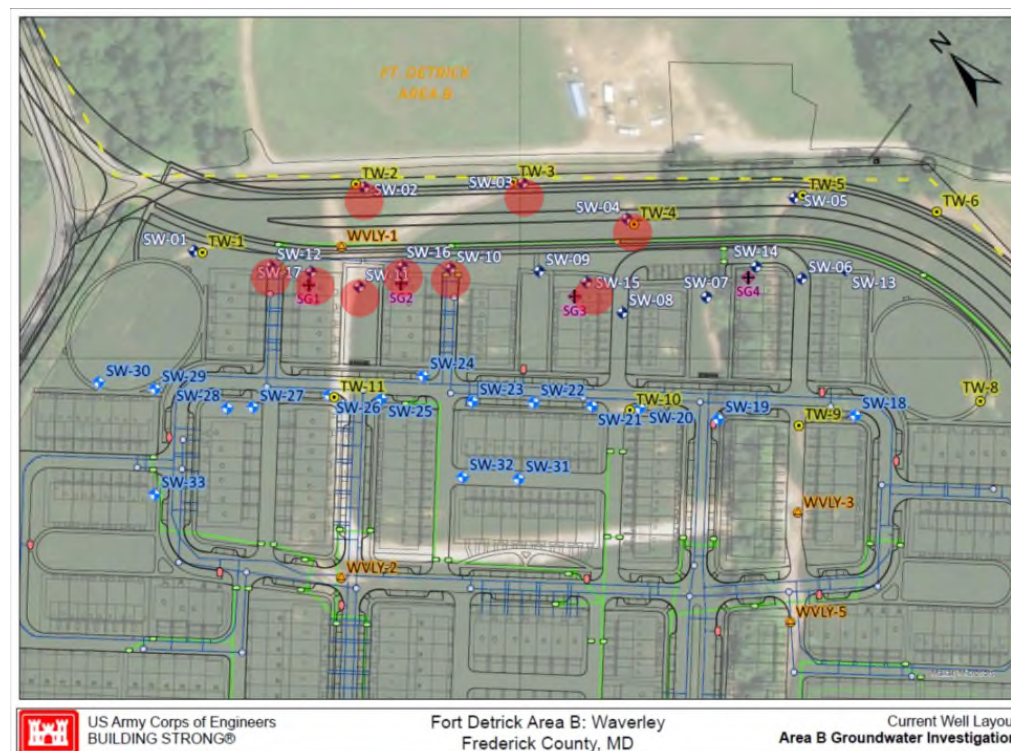 FT. DETRICK
AREA B
N
TW-2
SW-02
SW-03
TW-3
SW-04
TW-4
TW-5
SW-05
TW-6
SW-01
TW-1
WVLY-1
SW-12
SW-17
SG1
SW-11
SW-16
SG2
SW-10
SW-09
SW-15
SG3
SW-08
SW-14
SG4
SW-07
SW-06
SW-13
SW-30
SW-29
SW-28
SW-27
TW-11
SW-26
SW-25
SW-24
SW-23
SW-22
SW-21
TW-10
SW-20
SW-19
TW-9
SW-18
TW-8
SW-33
SW-32
SW-31
WVLY-3
WVLY-2
WVLY-5
US Army Corps of Engineers
BUILDING STRONG®
Fort Detrick Area B: Waverley
Frederick County, MD
Current Well Layou
Area B Groundwater Investigation